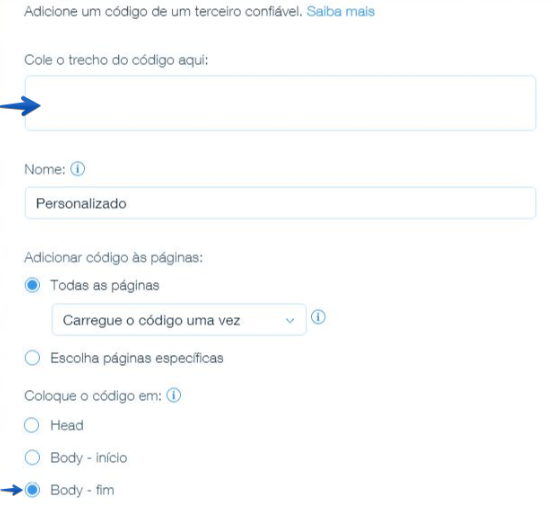 Adicione um código de um terceiro confiável. Saiba mais
Cole o trecho do código aqui:
Nome:
Personalizado
Adicionar código às páginas:
Todas as páginas
Carregue o código uma vez
Escolha páginas específicas
Coloque o código em:
Head
Body - início
Body - fim